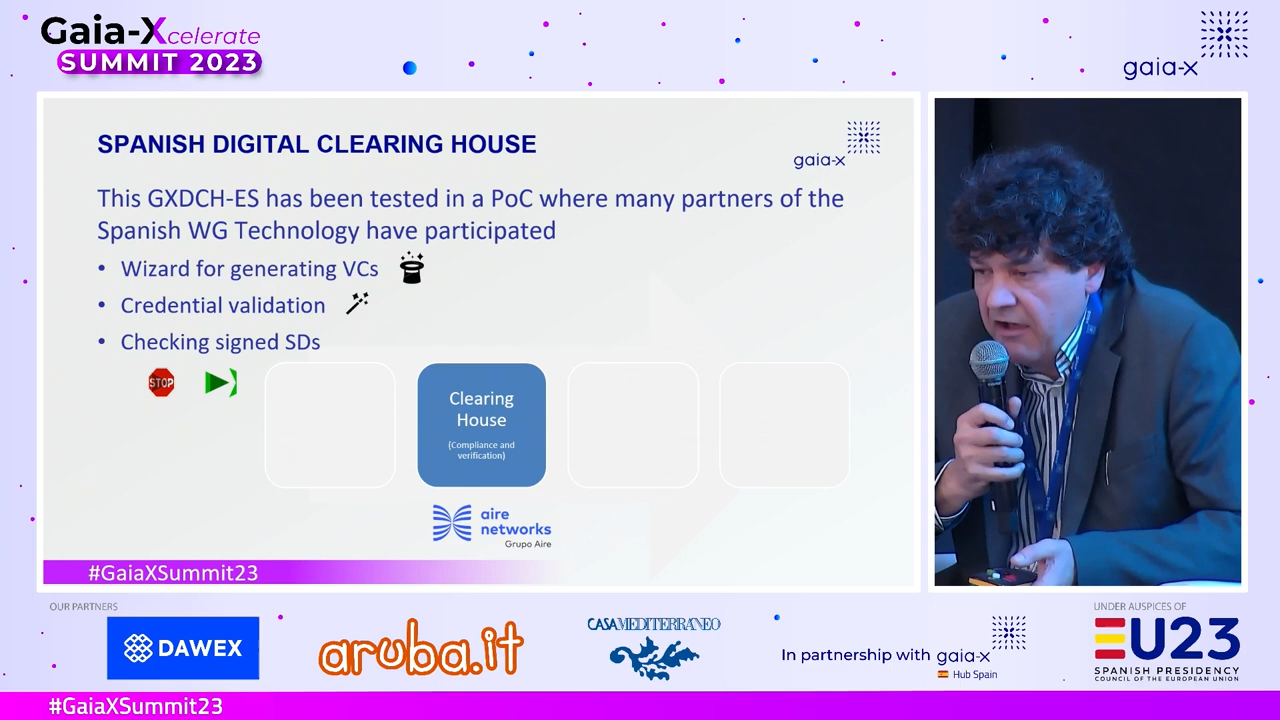 Gaia-Xcelerate
SUMMIT 2023
gaia-x
SPANISH DIGITAL CLEARING HOUSE
gaia-x
This GXDCH-ES has been tested in a PoC where many partners of the
Spanish WG Technology have participated
• Wizard for generating VCs
• Credential validation
• Checking signed SDs
STOP
Clearing
House
(Compliance and
verification)
aire
networks
Grupo Aire
#GaiaXSummit23
OUR PARTNERS
DAWEX
aruba.it
CASAMEDITERRANEO
In partnership with gaia-x
Hub Spain
UNDER AUSPICES OF
EU23
SPANISH PRESIDENCY
COUNCIL OF THE EUROPEAN UNION
#GaiaXSummit23